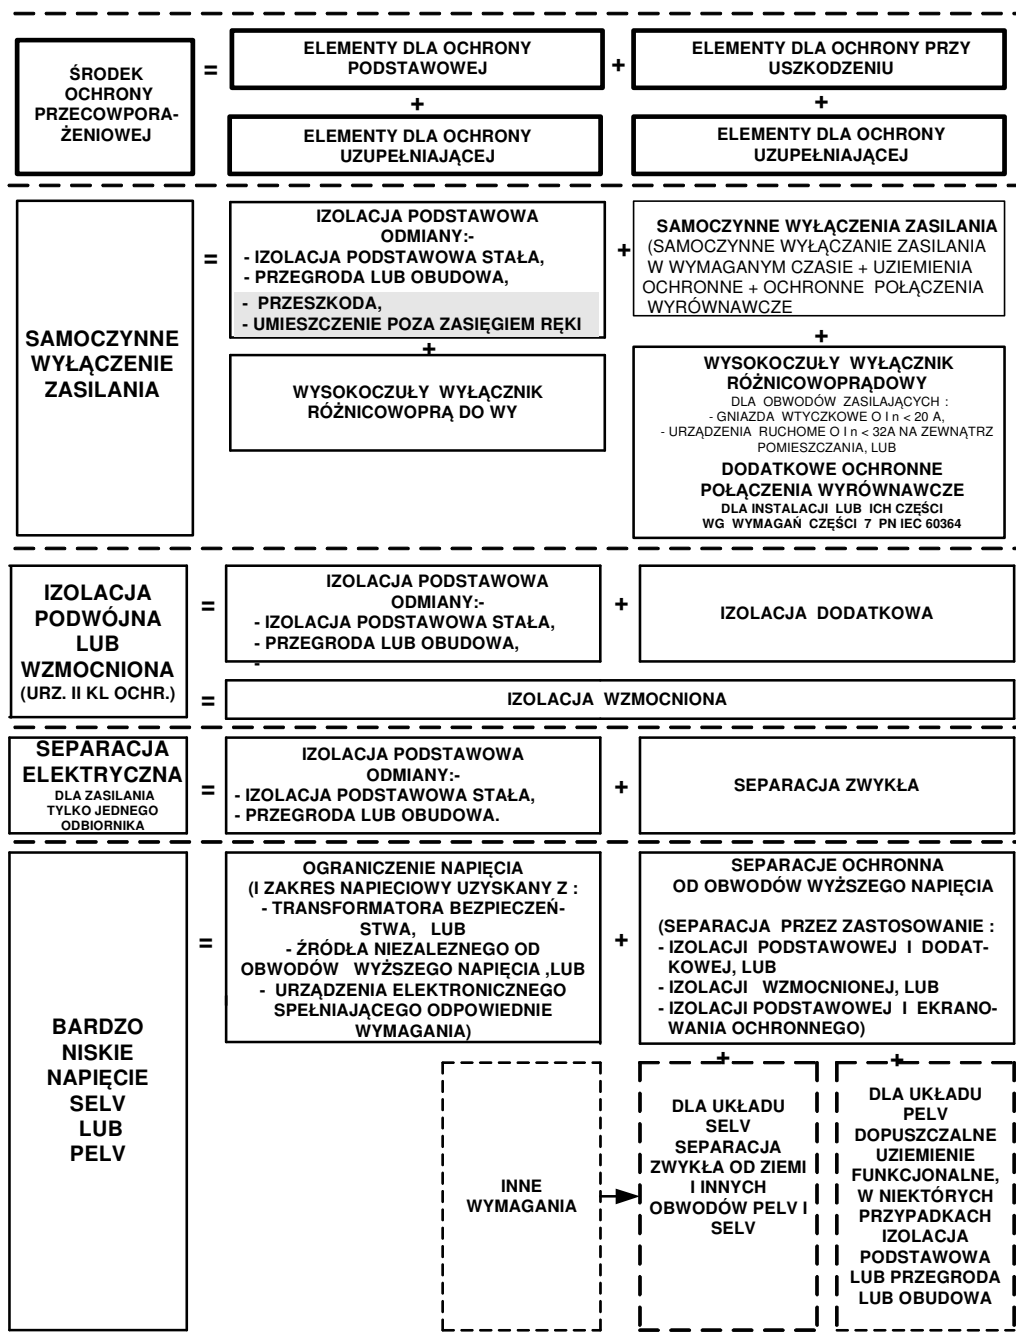 ŚRODEK
OCHRONY
PRZECOWPORA-
ŻENIOWEJ
=
ELEMENTY DLA OCHRONY
PODSTAWOWEJ
+
ELEMENTY DLA OCHRONY PRZY
USZKODZENIU
+
+
ELEMENTY DLA OCHRONY
UZUPEŁNIAJĄCEJ
ELEMENTY DLA OCHRONY
UZUPEŁNIAJĄCEJ
SAMOCZYNNE
WYŁĄCZENIE
ZASILANIA
=
IZOLACJA PODSTAWOWA
ODMIANY:-
- IZOLACJA PODSTAWOWA STAŁA,
- PRZEGRODA LUB OBUDOWA,
- PRZESZKODA,
- UMIESZCZENIE POZA ZASIĘGIEM RĘKI
+
SAMOCZYNNE WYŁĄCZENIA ZASILANIA
(SAMOCZYNNE WYŁĄCZANIE ZASILANIA
W WYMAGANYM CZASIE + UZIEMIENIA
OCHRONNE + OCHRONNE POŁĄCZENIA
WYRÓWNAWCZE
+
+
WYSOKOCZUŁY WYŁĄCZNIK
RÓŻNICOWOPRĄ DO WY
WYSOKOCZUŁY WYŁĄCZNIK
RÓŻNICOWOPRĄDOWY
DLA OBWODÓW ZASILAJĄCYCH :
- GNIAZDA WTYCZKOWE O I n < 20 A,
- URZĄDZENIA RUCHOME O I n < 32A NA ZEWNĄTRZ
POMIESZCZANIA, LUB
DODATKOWE OCHRONNE
POŁĄCZENIA WYRÓWNAWCZE
DLA INSTALACJI LUB ICH CZĘŚCI
WG WYMAGAŃ CZĘŚCI 7 PN IEC 60364
IZOLACJA
PODWÓJNA
LUB
WZMOCNIONA
(URZ. II KL OCHR.)
=
IZOLACJA PODSTAWOWA
ODMIANY:-
- IZOLACJA PODSTAWOWA STAŁA,
- PRZEGRODA LUB OBUDOWA,
-
+
IZOLACJA DODATKOWA
=
IZOLACJA WZMOCNIONA
SEPARACJA
ELEKTRYCZNA
DLA ZASILANIA
TYLKO JEDNEGO
ODBIORNIKA
=
IZOLACJA PODSTAWOWA
ODMIANY:-
- IZOLACJA PODSTAWOWA STAŁA,
- PRZEGRODA LUB OBUDOWA.
+
SEPARACJA ZWYKŁA
BARDZO
NISKIE
NAPIĘCIE
SELV
LUB
PELV
=
OGRANICZENIE NAPIĘCIA
(I ZAKRES NAPIECIOWY UZYSKANY Z :
- TRANSFORMATORA BEZPIECZEŃ-
STWA, LUB
- ŹRÓDŁA NIEZALEZNEGO OD
OBWODÓW WYŻSZEGO NAPIĘCIA ,LUB
- URZĄDZENIA ELEKTRONICZNEGO
SPEŁNIAJĄCEGO ODPOWIEDNIE
WYMAGANIA)
+
SEPARACJE OCHRONNA
OD OBWODÓW WYŻSZEGO NAPIĘCIA
(SEPARACJA PRZEZ ZASTOSOWANIE :
- IZOLACJI PODSTAWOWEJ I DODAT-
KOWEJ, LUB
- IZOLACJI WZMOCNIONEJ, LUB
- IZOLACJI PODSTAWOWEJ I EKRANO-
WANIA OCHRONNEGO)
+
+
INNE
WYMAGANIA
DLA UKŁADU
SELV
SEPARACJA
ZWYKŁA OD ZIEMI
I INNYCH
OBWODÓW PELV I
SELV
DLA UKŁADU
PELV
DOPUSZCZALNE
UZIEMIENIE
FUNKCJONALNE,
W NIEKTÓRYCH
PRZYPADKACH
IZOLACJA
PODSTAWOWA
LUB PRZEGRODA
LUB OBUDOWA